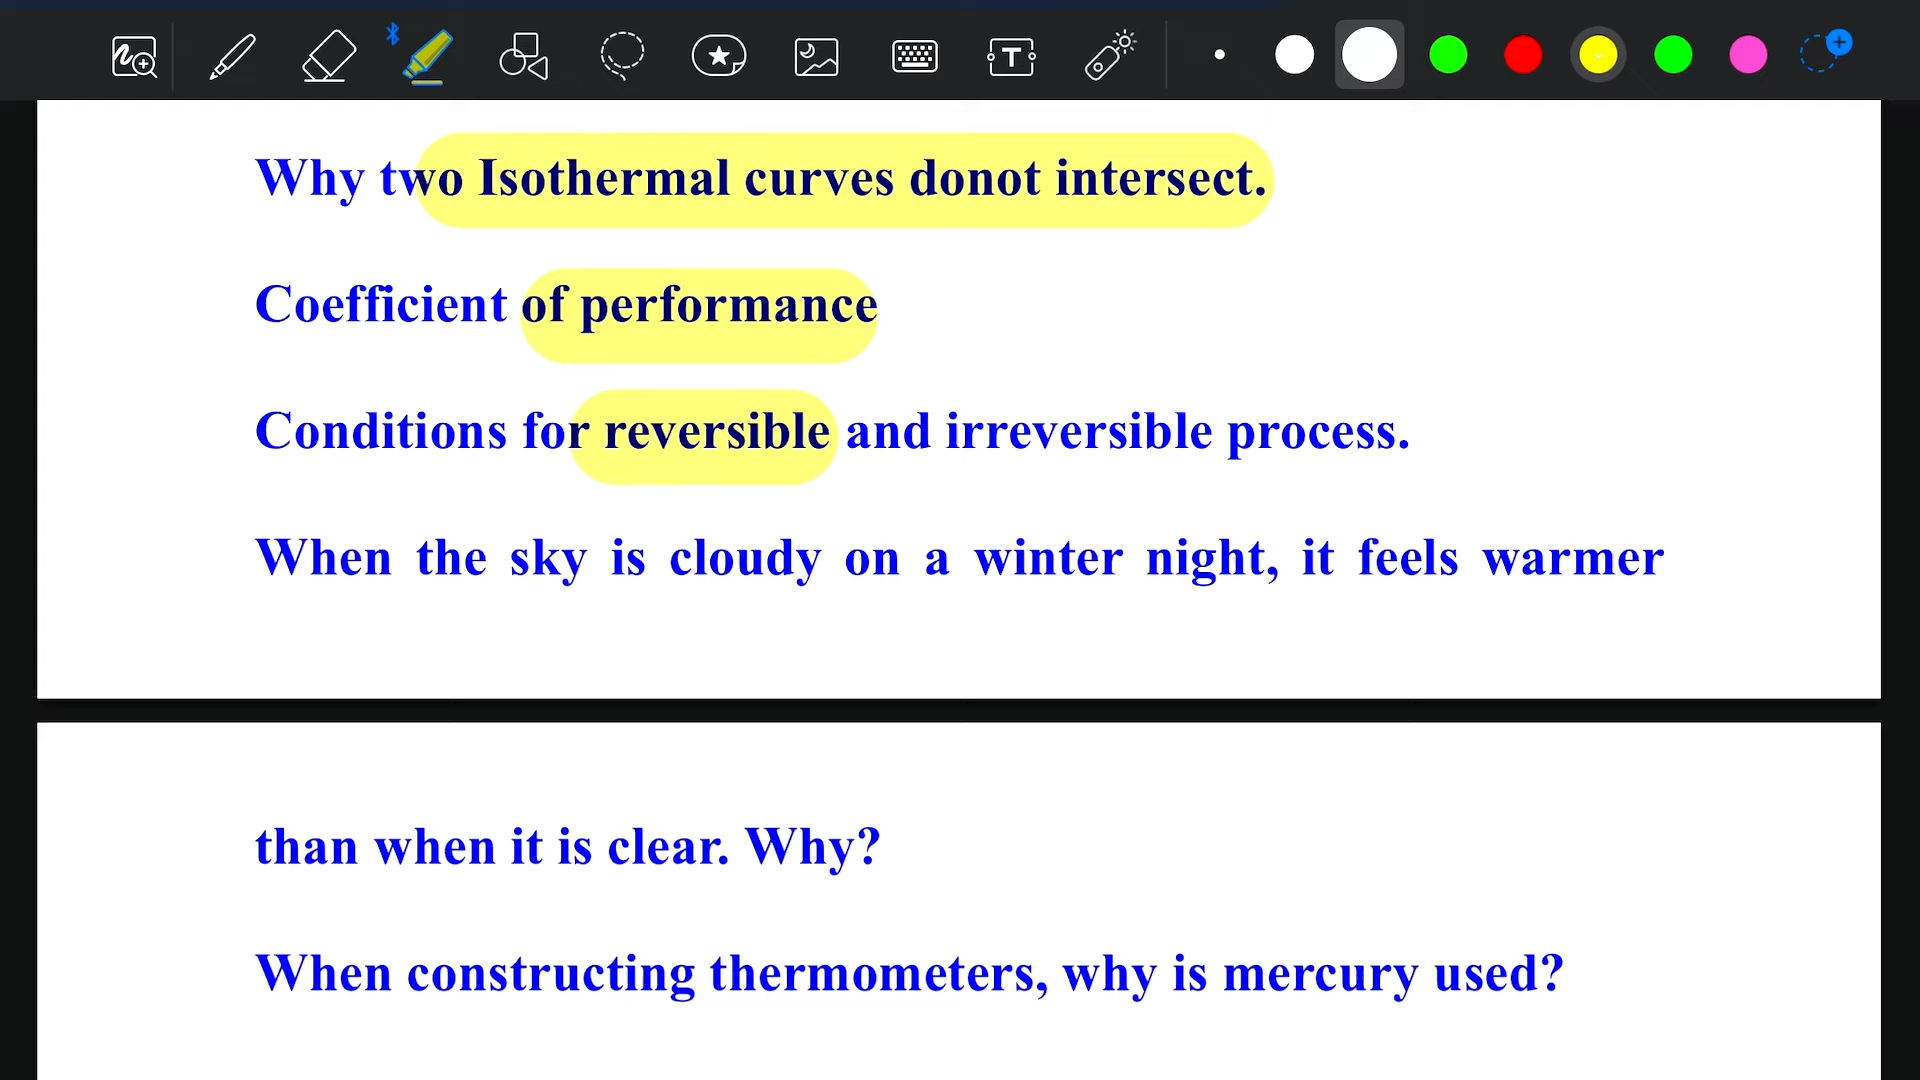 Why two Isothermal curves donot intersect.
Coefficient of performance
Conditions for reversible and irreversible process.
When the sky is cloudy on a winter night, it feels warmer
than when it is clear. Why?
When constructing thermometers, why is mercury used?